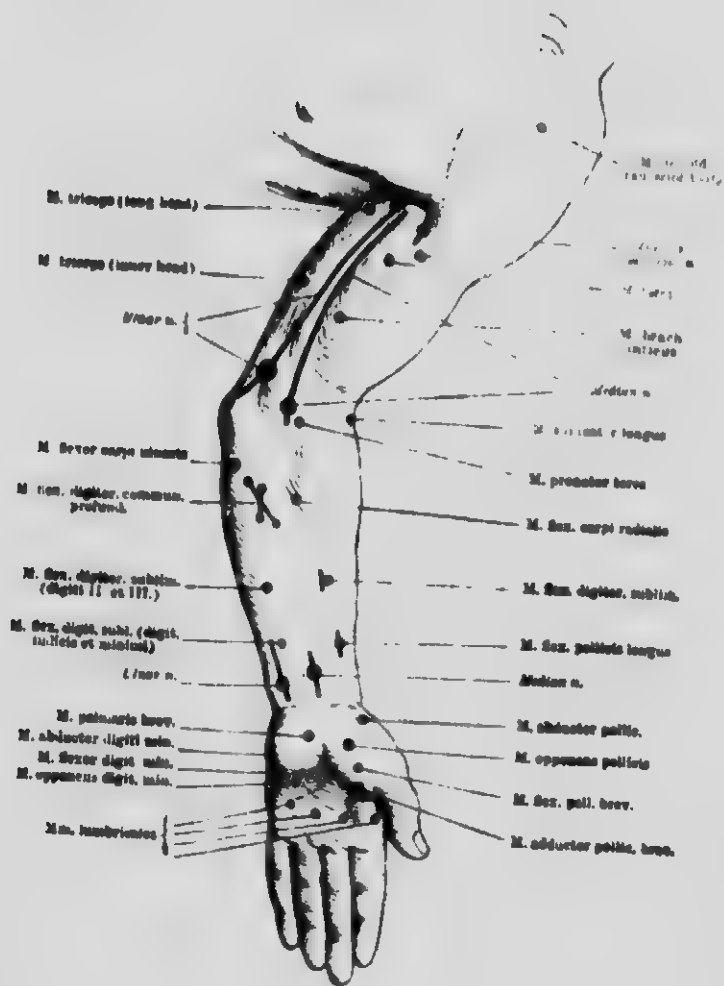 M. triceps (long head)
M. triceps (inner head)
Ulnar n.
M. flexor carpi ulnaris
M. flex. digitor. commun.
profund.
M. flex. digitor. sublim.
(digiti II et III.)
M. flex. digit. subl. (digit.
indicis et minimi)
Ulnar n.
M. palmaris brev.
M. abductor digiti min.
M. flexor digit. min.
M. opponens digit. min.
Mm. lumbricales
M. deltoid
M. brach
Median n.
longus
M. pronator teres
M. flex. carpi radialis
M. flex. digitor. sublim.
M. flex. pollicis longus
Median n.
M. abductor pollic.
M. opponens pollicis
M. flex. poll. brev.
M. adductor pollic. brev.